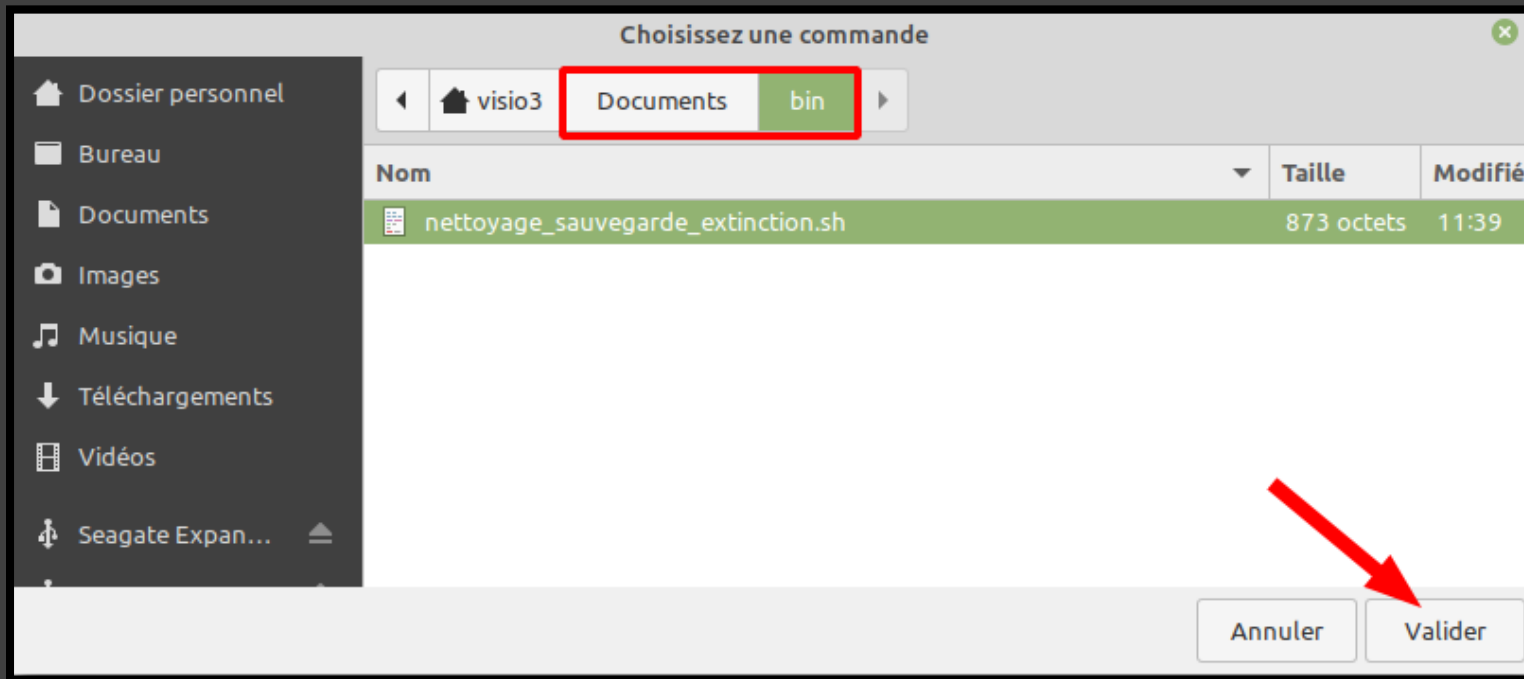 Choisissez une commande
Dossier personnel
Bureau
Documents
Images
Musique
Téléchargements
Vidéos
Seagate Expan...
visio3 Documents bin
Nom Taille Modifié
nettoyage_sauvegarde_extinction.sh 873 octets 11:39
Annuler Valider